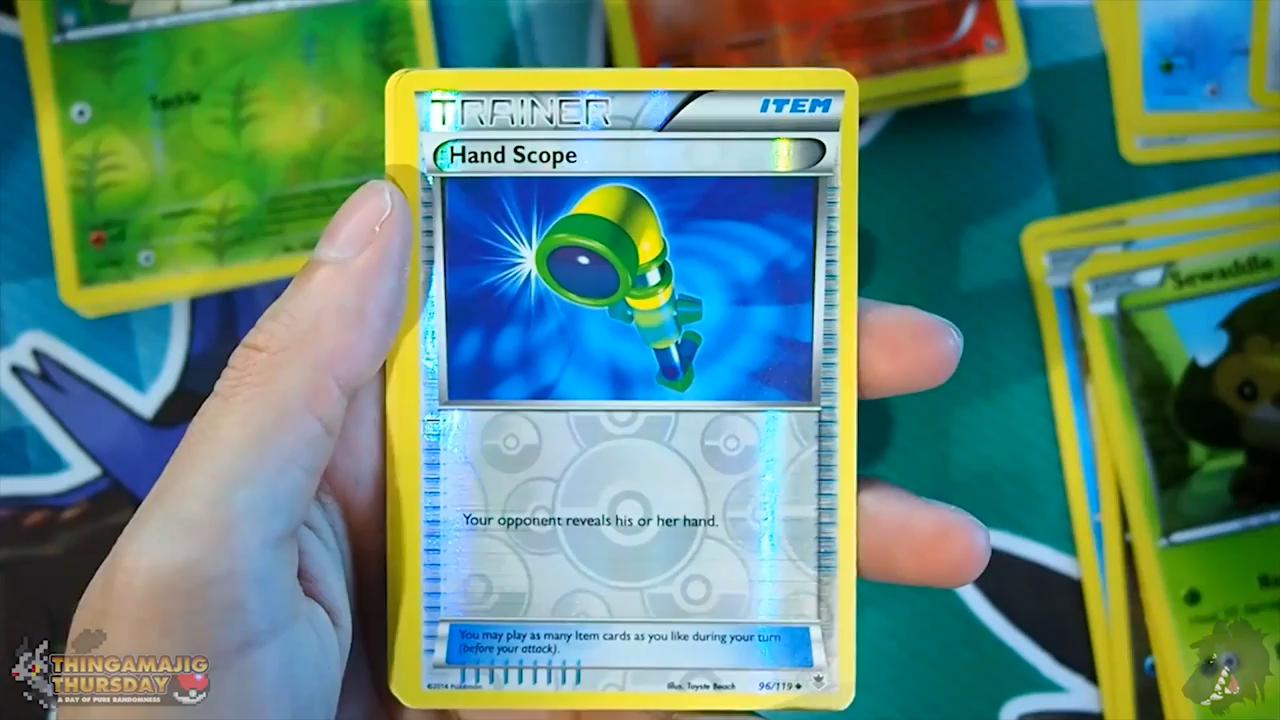 Tackle
TRAINER
ITEM
Hand Scope
Your opponent reveals his or her hand.
You may play as many Item cards as you like during your turn
(before your attack).
©2014 Pokémon
Illus. Toyste Beach
96/119
Sewaddle
THINGAMAJIG
THURSDAY
A DAY OF PURE RANDOMNESS